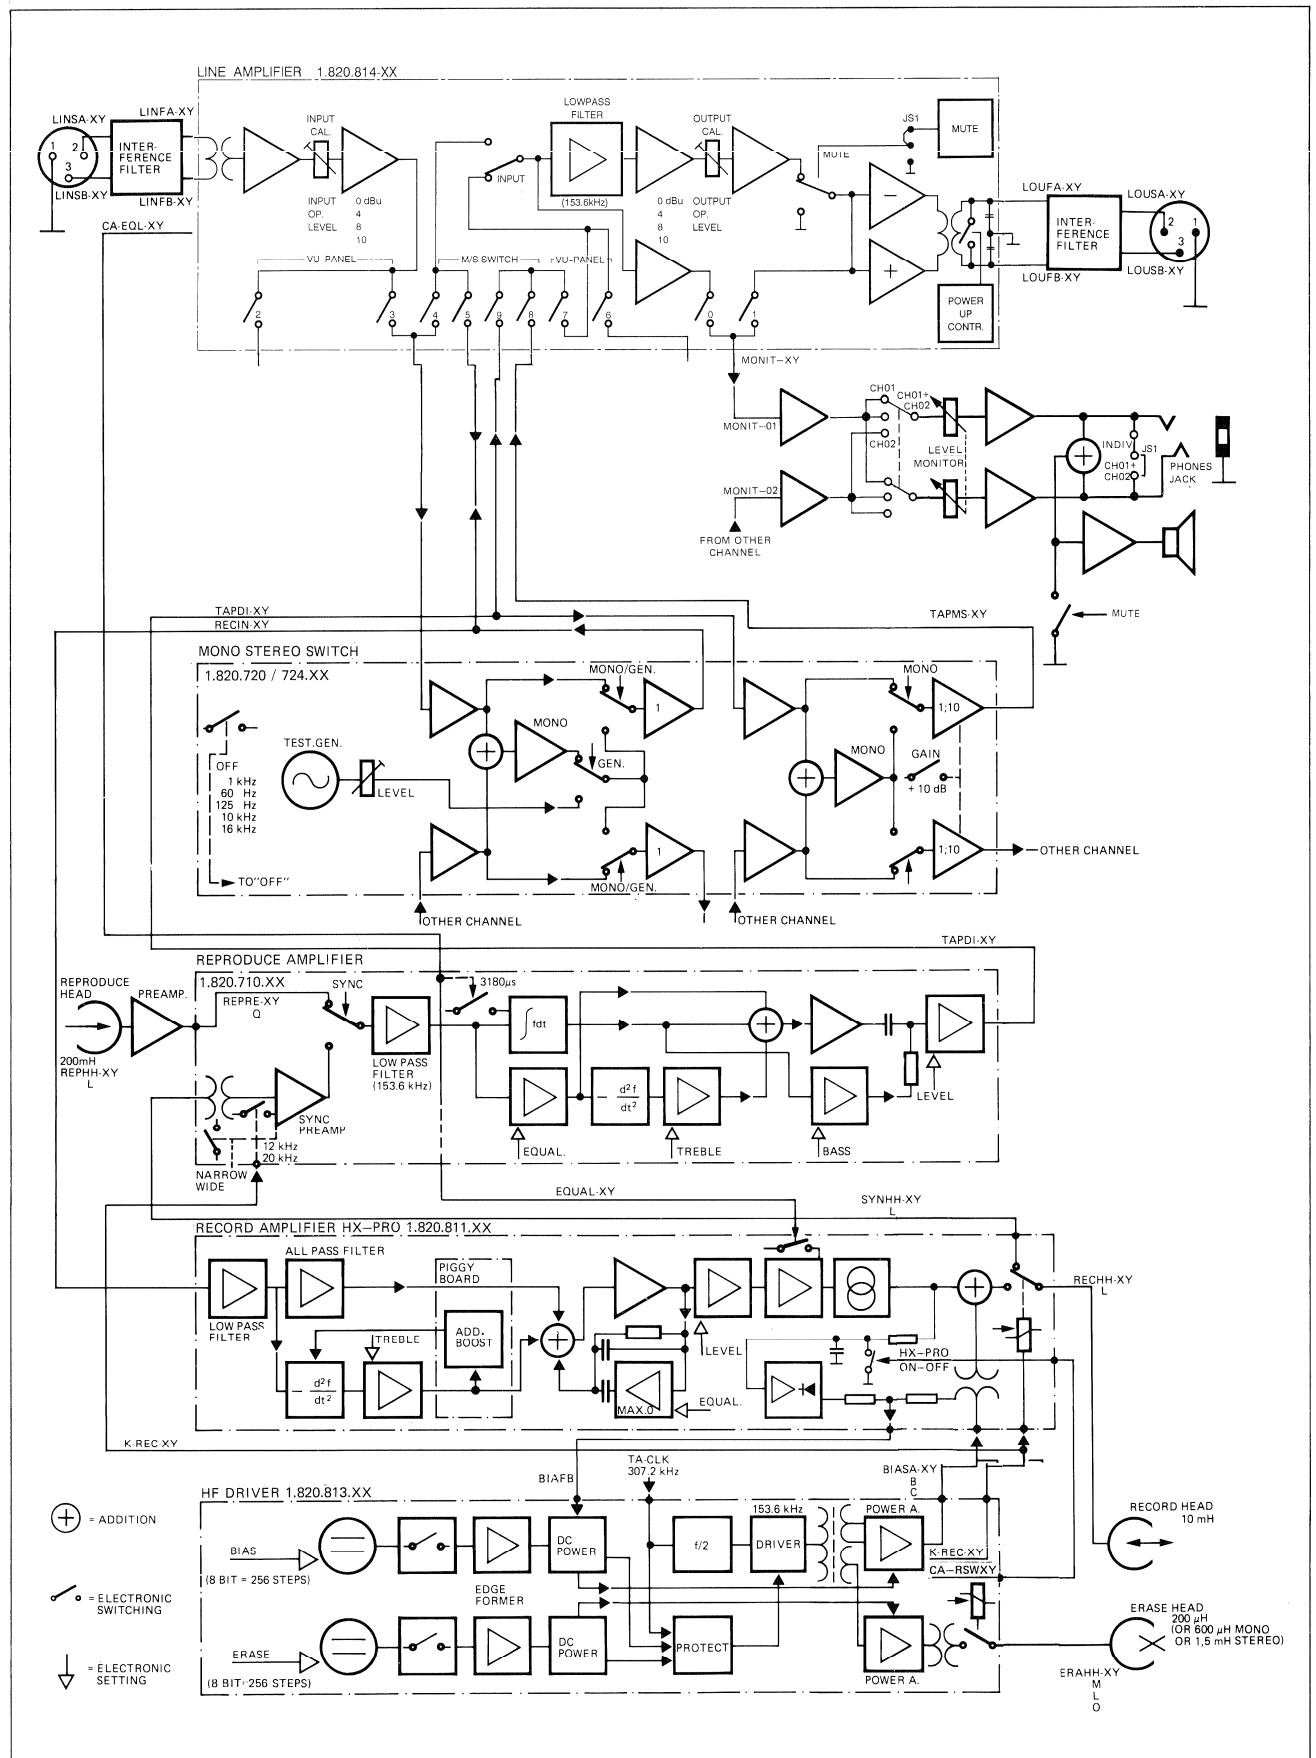 LINE AMPLIFIER 1.820.814-XX
LINSA-XY
LINFA-XY
1
2
3
INTER-
FERENCE
FILTER
LINSB-XY
LINFB-XY
CA-EQL-XY
INPUT
CAL.
INPUT 0 dBu
OP. 4
LEVEL 8
10
LOWPASS
FILTER
(153.6kHz)
INPUT
OUTPUT
CAL.
0 dBu OUTPUT
4 OP.
8 LEVEL
10
MUTE
JS1
MUTE
VU-PANEL
M/S SWITCH
VU-PANEL
2
3
4
5
9
8
7
6
0
1
−
+
POWER
UP
CONTR.
LOUFA-XY
LOUSA-XY
INTER-
FERENCE
FILTER
2
1
3
LOUFB-XY
LOUSB-XY
MONIT-XY
MONIT-01
MONIT-02
FROM OTHER
CHANNEL
CH01
CH01+
CH02
CH02
LEVEL
MONITOR
INDIV.
JS1
CH01+
CH02
PHONES
JACK
MUTE
TAPDI-XY
RECIN-XY
TAPMS-XY
MONO STEREO SWITCH
1.820.720 / 724.XX
OFF
1 kHz
60 Hz
125 Hz
10 kHz
16 kHz
TO"OFF"
TEST.GEN.
LEVEL
MONO
MONO/GEN.
GEN.
1
1
MONO/GEN.
MONO
MONO
1;10
GAIN
+ 10 dB
1;10
OTHER CHANNEL
OTHER CHANNEL
OTHER CHANNEL
TAPDI-XY
REPRODUCE AMPLIFIER
1.820.710.XX
REPRODUCE
HEAD
PREAMP.
200mH
REPHH-XY
L
REPRE-XY
Q
SYNC
LOW PASS
FILTER
(153.6 kHz)
3180µs
∫fdt
− d²f
dt²
EQUAL.
TREBLE
BASS
LEVEL
SYNC
PREAMP
12 kHz
20 kHz
NARROW
WIDE
EQUAL-XY
SYNHH-XY
L
RECORD AMPLIFIER HX-PRO 1.820.811.XX
LOW PASS
FILTER
ALL PASS FILTER
PIGGY
BOARD
ADD.
BOOST
TREBLE
− d²f
dt²
MAX.0
EQUAL.
LEVEL
HX-PRO
ON-OFF
RECHH-XY
L
K-REC-XY
BIAFB
TA-CLK
307.2 kHz
BIASA-XY
B
C
HF DRIVER 1.820.813.XX
= ADDITION
= ELECTRONIC
SWITCHING
= ELECTRONIC
SETTING
BIAS
(8 BIT = 256 STEPS)
ERASE
(8 BIT-256 STEPS)
EDGE
FORMER
DC
POWER
DC
POWER
f/2
153.6 kHz
DRIVER
PROTECT
POWER A.
POWER A.
K-REC-XY
CA-RSWXY
RECORD HEAD
10 mH
ERASE HEAD
200 µH
(OR 600 µH MONO
OR 1,5 mH STEREO)
ERAHH-XY
M
L
O